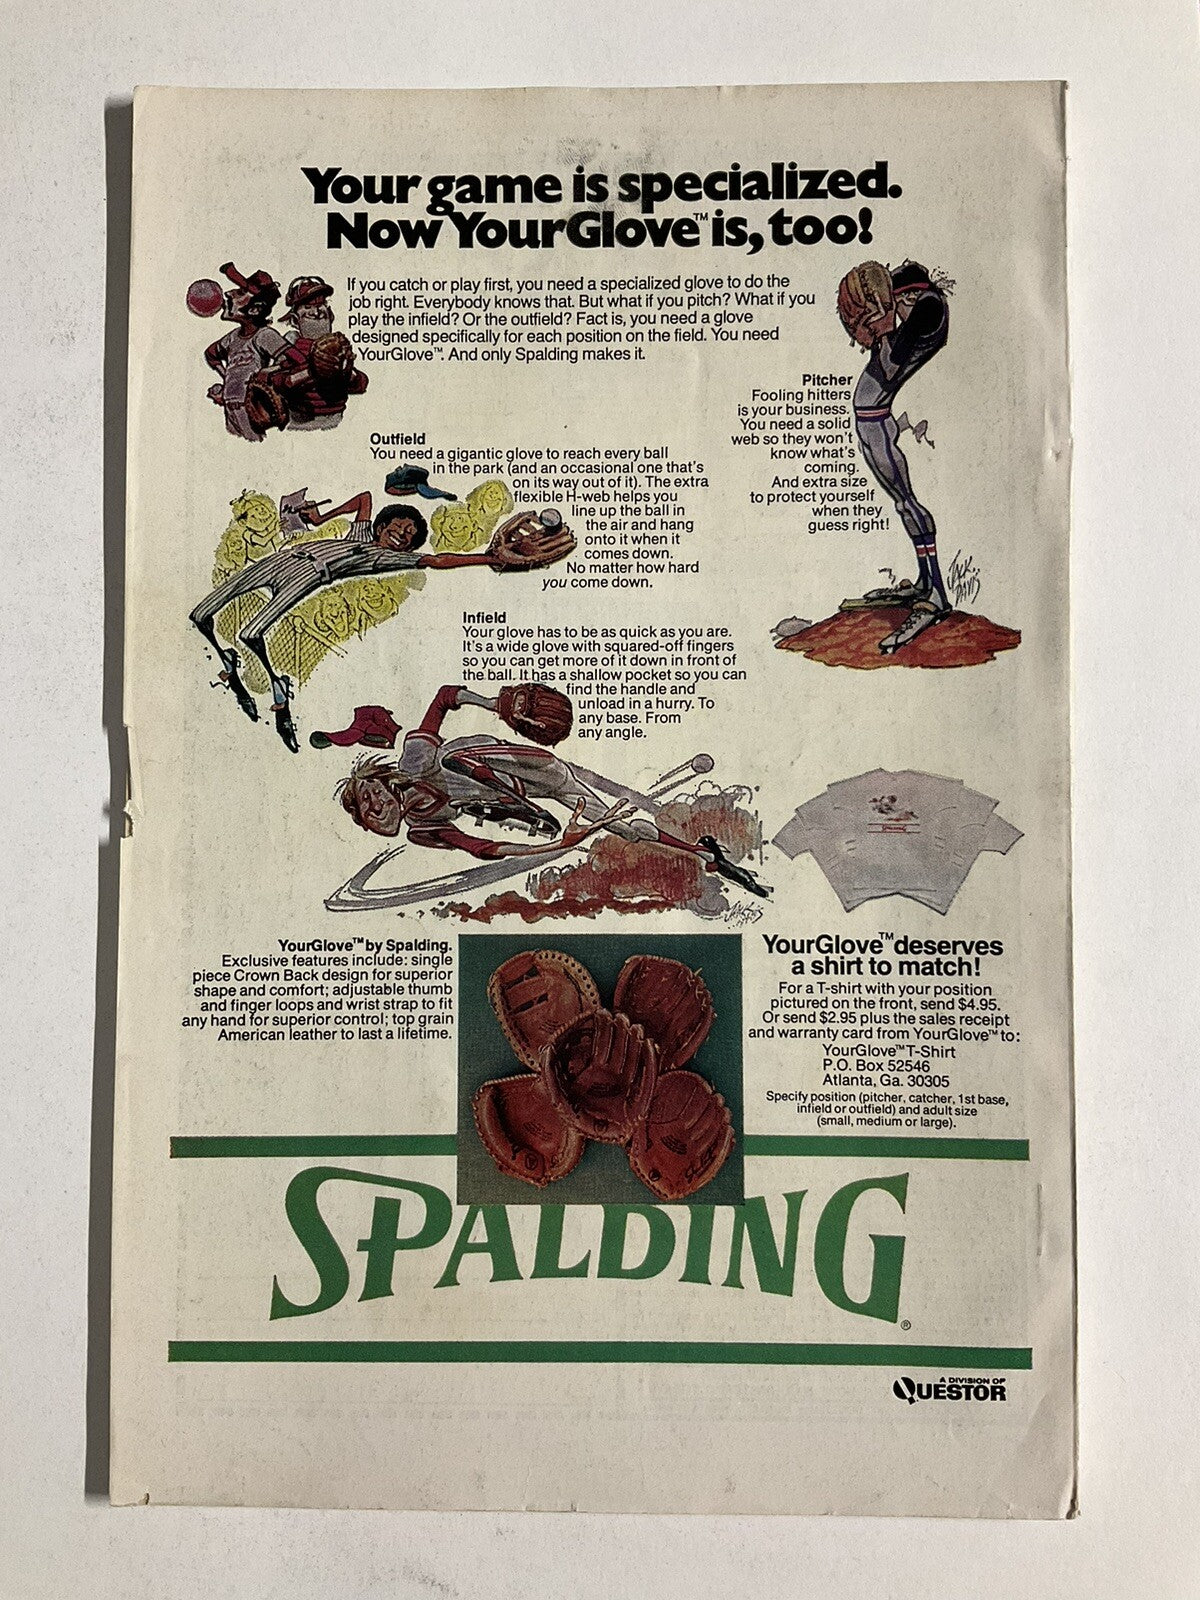 Your game is specialized.
Now YourGlove™ is, too!
If you catch or play first, you need a specialized glove to do the
job right. Everybody knows that. But what if you pitch? What if you
play the infield? Or the outfield? Fact is, you need a glove
designed specifically for each position on the field. You need
YourGlove™. And only Spalding makes it.
Pitcher
Fooling hitters
is your business.
You need a solid
web so they won't
know what's
coming.
And extra size
to protect yourself
when they
guess right!
JACK
DAVIS
Outfield
You need a gigantic glove to reach every ball
in the park (and an occasional one that's
on its way out of it). The extra
flexible H-web helps you
line up the ball in
the air and hang
onto it when it
comes down.
No matter how hard
you come down.
Infield
Your glove has to be as quick as you are.
It's a wide glove with squared-off fingers
so you can get more of it down in front of
the ball. It has a shallow pocket so you can
find the handle and
unload in a hurry. To
any base. From
any angle.
SPALDING
YourGlove™ by Spalding.
Exclusive features include: single
piece Crown Back design for superior
shape and comfort; adjustable thumb
and finger loops and wrist strap to fit
any hand for superior control; top grain
American leather to last a lifetime.
YourGlove™ deserves
a shirt to match!
For a T-shirt with your position
pictured on the front, send $4.95.
Or send $2.95 plus the sales receipt
and warranty card from YourGlove™ to:
YourGlove™ T-Shirt
P.O. Box 52546
Atlanta, Ga. 30305
Specify position (pitcher, catcher, 1st base,
infield or outfield) and adult size
(small, medium or large).
SPALDING®
A DIVISION OF
QUESTOR